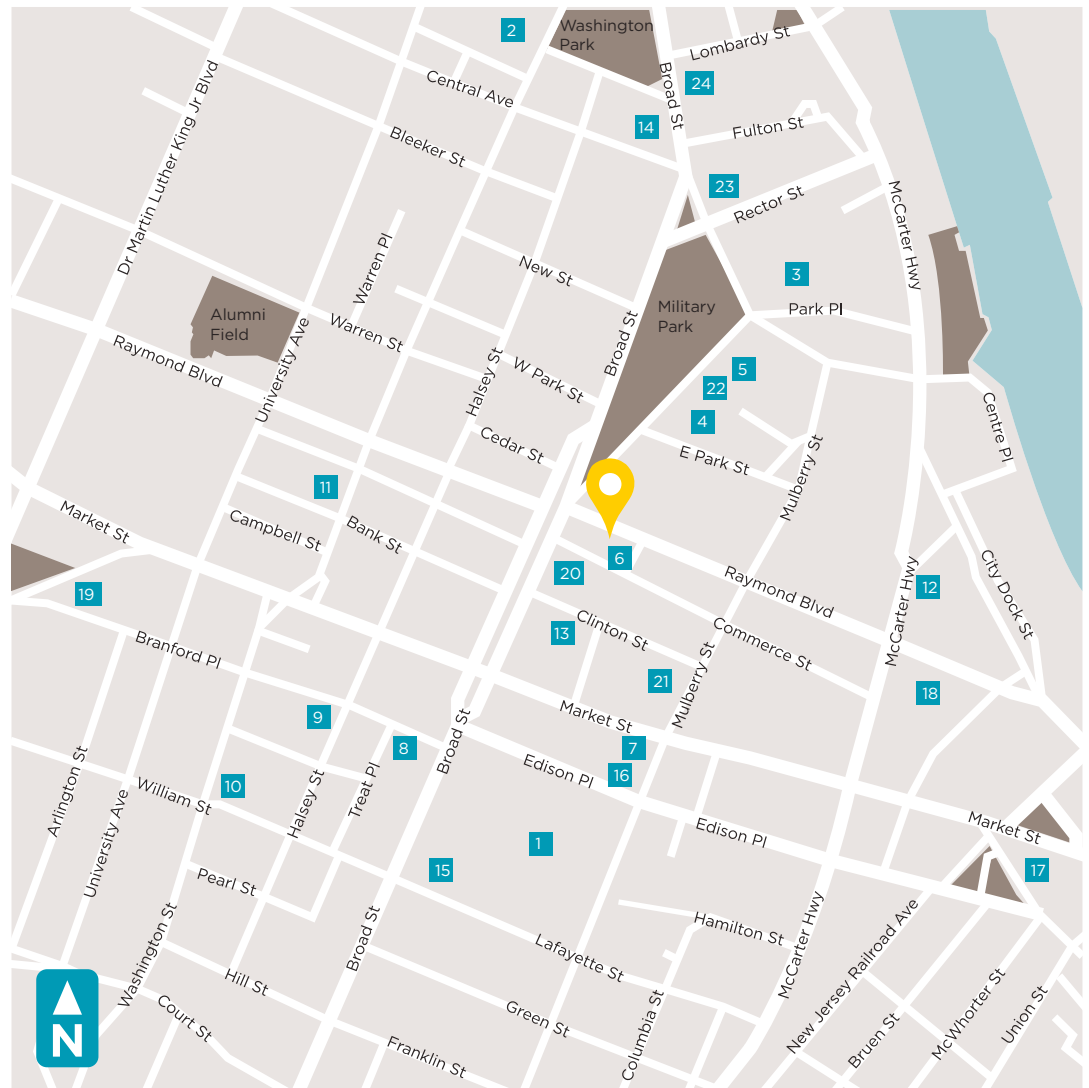 2
Washington
Park
Lombardy St
Central Ave
Broad St
24
14
Fulton St
Bleeker St
Dr Martin Luther King Jr Blvd
23
Rector St
McCarter Hwy
Warren Pl
New St
3
Park Pl
Military
Park
Alumni
Field
Warren St
Raymond Blvd
University Ave
Halsey St
W Park St
Broad St
5
22
4
Cedar St
E Park St
Mulberry St
Centre Pl
11
Market St
Campbell St
Bank St
6
20
Raymond Blvd
McCarter Hwy
12
City Dock St
19
Branford Pl
13
Clinton St
Commerce St
21
Mulberry St
18
Market St
9
8
Broad St
7
16
Edison Pl
Arlington St
University Ave
William St
10
Halsey St
Treat Pl
Edison Pl
Market St
1
15
17
Pearl St
Washington St
Broad St
Lafayette St
Hamilton St
McCarter Hwy
New Jersey Railroad Ave
N
Hill St
Court St
Franklin St
Green St
Columbia St
Bruen St
McWhorter St
Union St